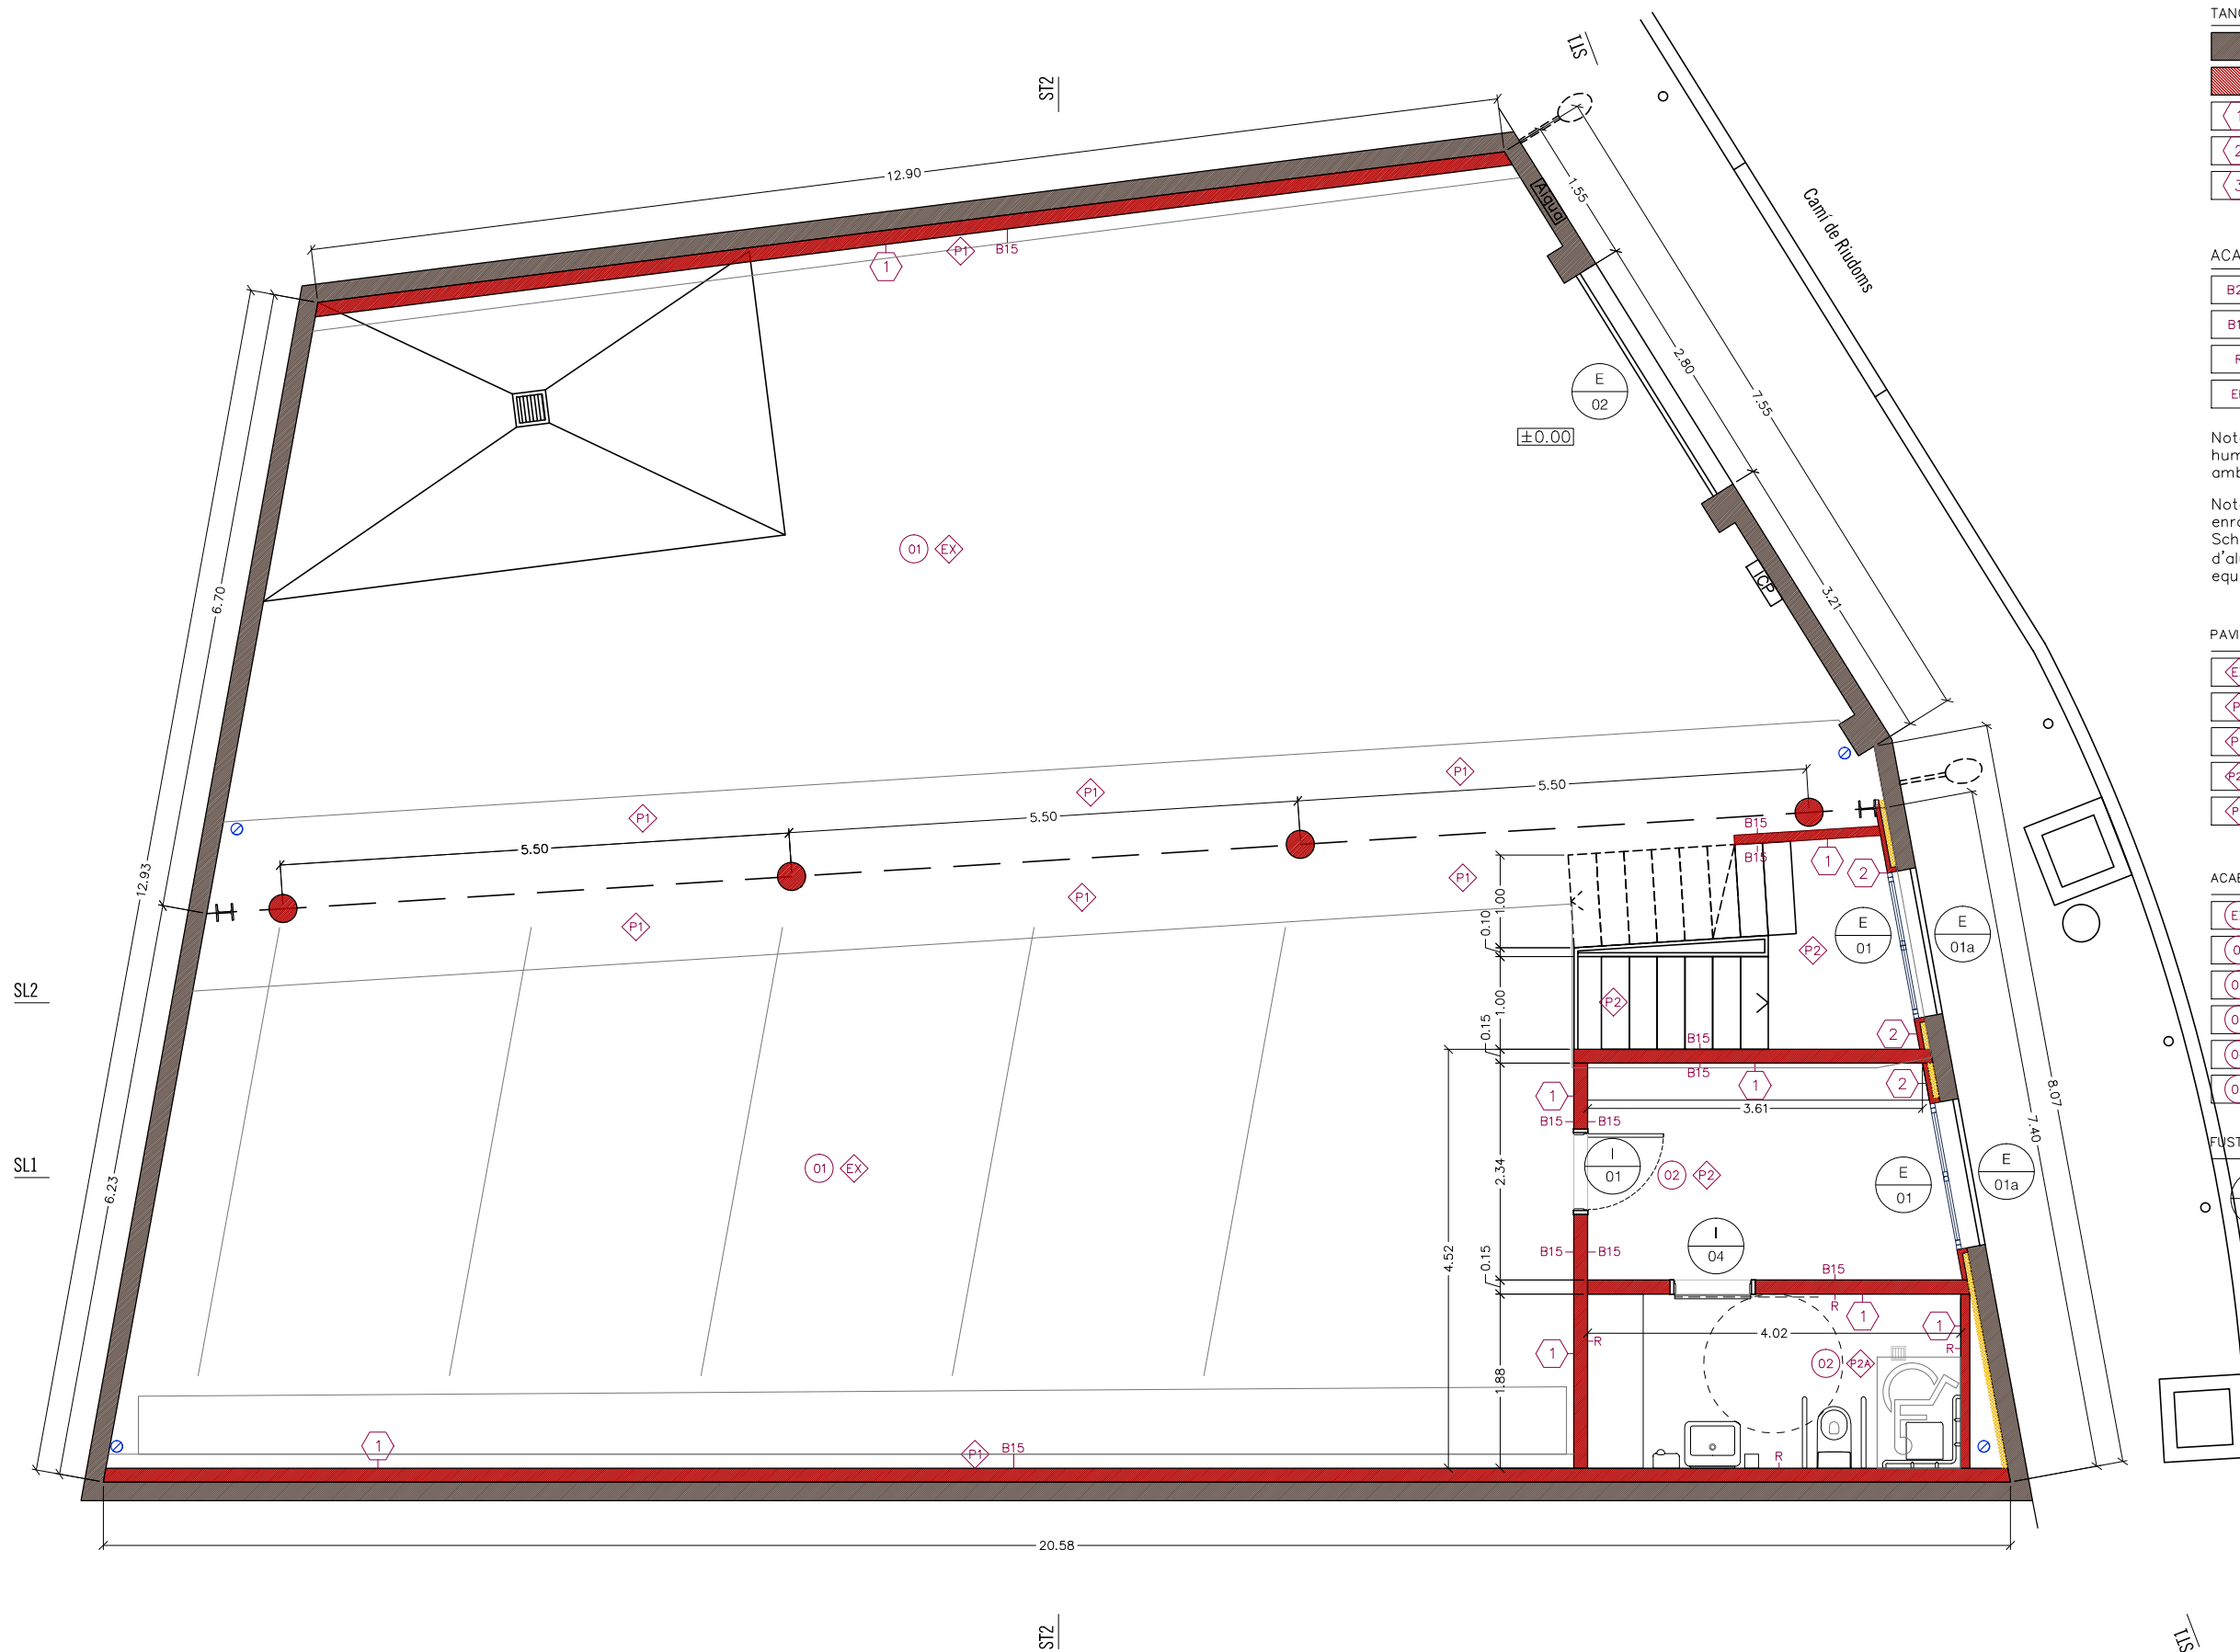 ST2
ST1
12.90
1.55
Aigua
Camí de Riudoms
1
P1
B15
2.80
7.55
E
02
±0.00
6.70
12.93
01
EX
ICP
3.21
P1
P1
P1
5.50
5.50
5.50
B15
B15
1
2
P1
P1
P1
1.00
0.10
E
01
E
01a
P2
SL2
1.00
P2
0.15
B15
B15
2
1
2
1
3.61
B15
B15
8.07
7.40
SL1
6.23
01
EX
2.34
I
01
02
P2
E
01
E
01a
4.52
B15
B15
I
04
0.15
B15
R
1
1
R
4.02
1
R
02
P2A
1.88
1
P1
B15
R
20.58
ST2
ST1
ACA
PAVI
FUST